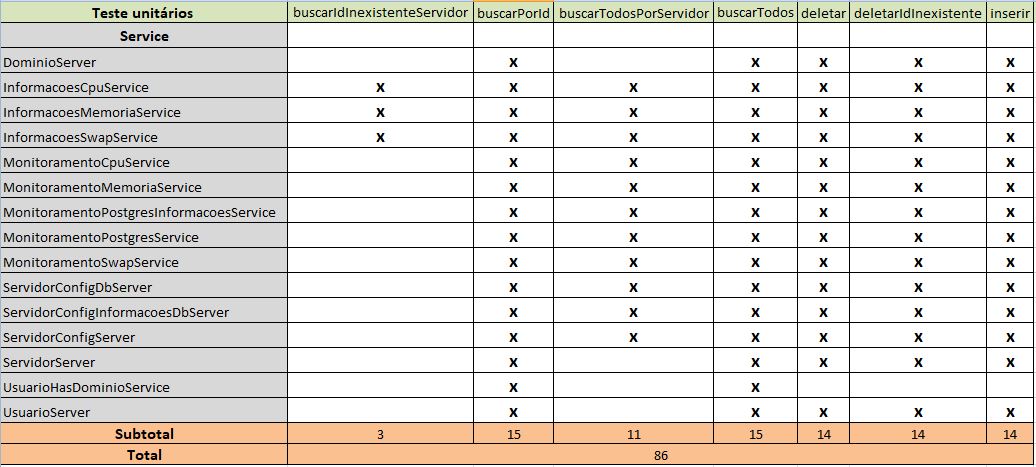 Teste unitários buscarIdInexistenteServidor buscarPorId buscarTodosPorServidor buscarTodos deletar deletarIdInexistente inserir
Service
DominioServer x x x x x
InformacoesCpuService x x x x x x x
InformacoesMemoriaService x x x x x x x
InformacoesSwapService x x x x x x x
MonitoramentoCpuService x x x x x x
MonitoramentoMemoriaService x x x x x x
MonitoramentoPostgresInformacoesService x x x x x x
MonitoramentoPostgresService x x x x x x
MonitoramentoSwapService x x x x x x
ServidorConfigDbServer x x x x x x
ServidorConfigInformacoesDbServer x x x x x x
ServidorConfigServer x x x x x x
ServidorServer x x x x x
UsuarioHasDominioService x x
UsuarioServer x x x x x
Subtotal 3 15 11 15 14 14 14
Total 86